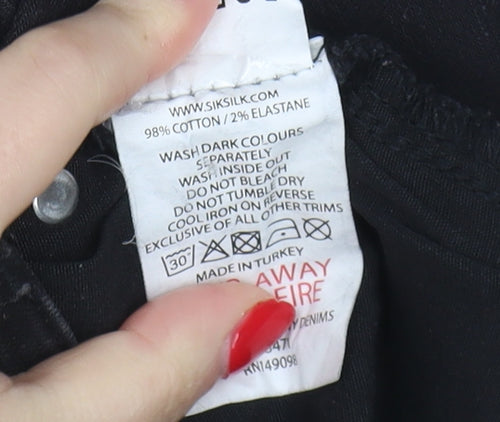 WWW.SIKSILK.COM
98% COTTON / 2% ELASTANE
WASH DARK COLOURS
SEPARATELY
WASH INSIDE OUT
DO NOT BLEACH
DO NOT TUMBLE DRY
COOL IRON ON REVERSE
EXCLUSIVE OF ALL OTHER TRIMS
30°
MADE IN TURKEY
AWAY
FIRE
DENIMS
RN149098